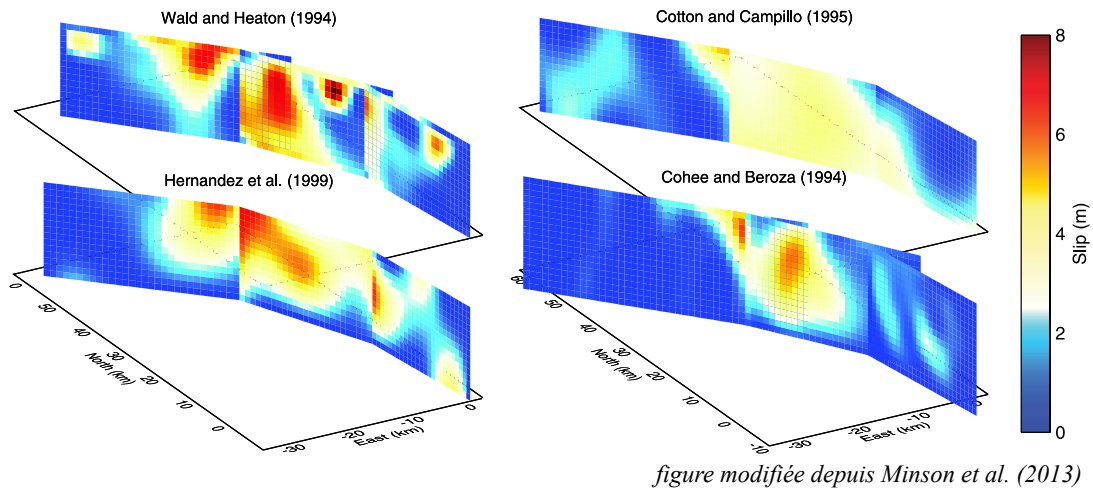 Wald and Heaton (1994)
Cotton and Campillo (1995)
8
6
4
2
0
Slip (m)
Hernandez et al. (1999)
Cohee and Beroza (1994)
0
50
40
30
20
10
0
North (km)
-30
-20
-10
0
East (km)
60
50
40
30
20
10
0
-10
North (km)
-30
-20
-10
0
East (km)
figure modifiée depuis Minson et al. (2013)